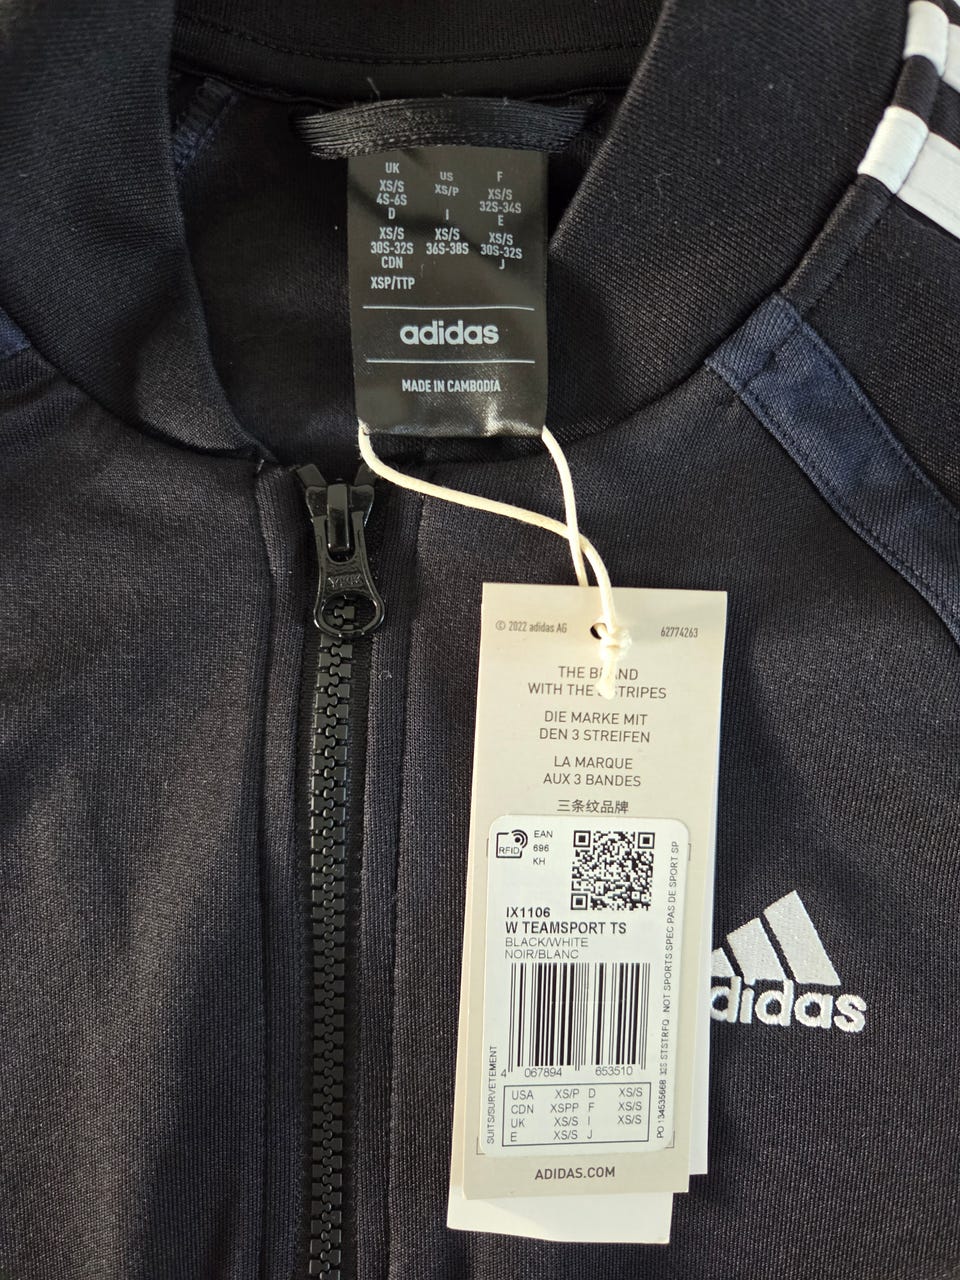 UK US F
XS/S XS/P XS/S
4S-6S 32S-34S
D I E
XS/S XS/S XS/S
30S-32S 36S-38S 30S-32S
CDN J
XSP/TTP
adidas
MADE IN CAMBODIA
YKK
© 2022 adidas AG 62774263
THE BRAND
WITH THE 3 STRIPES
DIE MARKE MIT
DEN 3 STREIFEN
LA MARQUE
AUX 3 BANDES
三条纹品牌
RFID
EAN
696
KH
IX1106
W TEAMSPORT TS
BLACK/WHITE
NOIR/BLANC
4 067894 653510
SUITS/SURVETEMENT
PO 134535668 STSTRFQ NOT SPORTS SPEC PAS DE SPORT SP
USA XS/P D XS/S
CDN XSPP F XS/S
UK XS/S I XS/S
E XS/S J
ADIDAS.COM
adidas